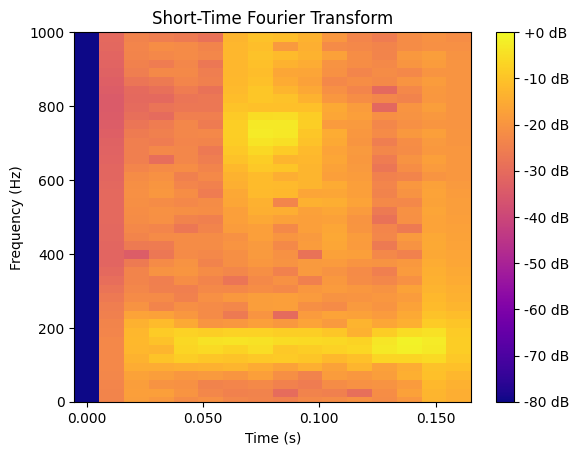 Short-Time Fourier Transform
1000
800
600
400
200
0
Frequency (Hz)
0.000
0.050
0.100
0.150
Time (s)
+0 dB
-10 dB
-20 dB
-30 dB
-40 dB
-50 dB
-60 dB
-70 dB
-80 dB